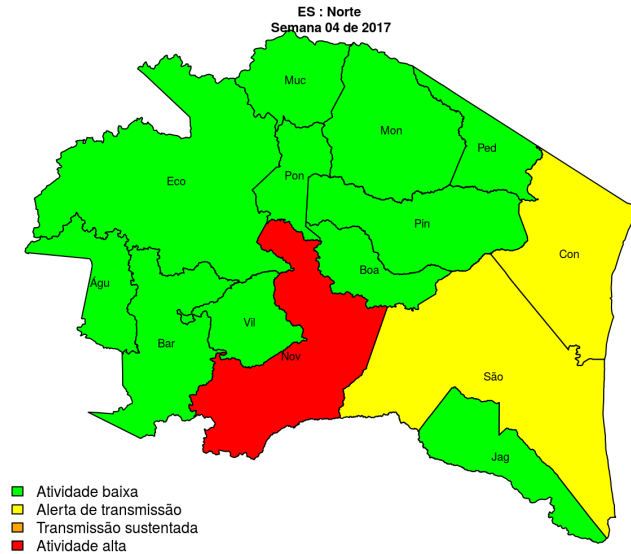 ES : Norte
Semana 04 de 2017
Muc
Mon
Ped
Eco
Pon
Pin
Con
Boa
Águ
Vil
Bar
Nov
São
Jag
Atividade baixa
Alerta de transmissão
Transmissão sustentada
Atividade alta